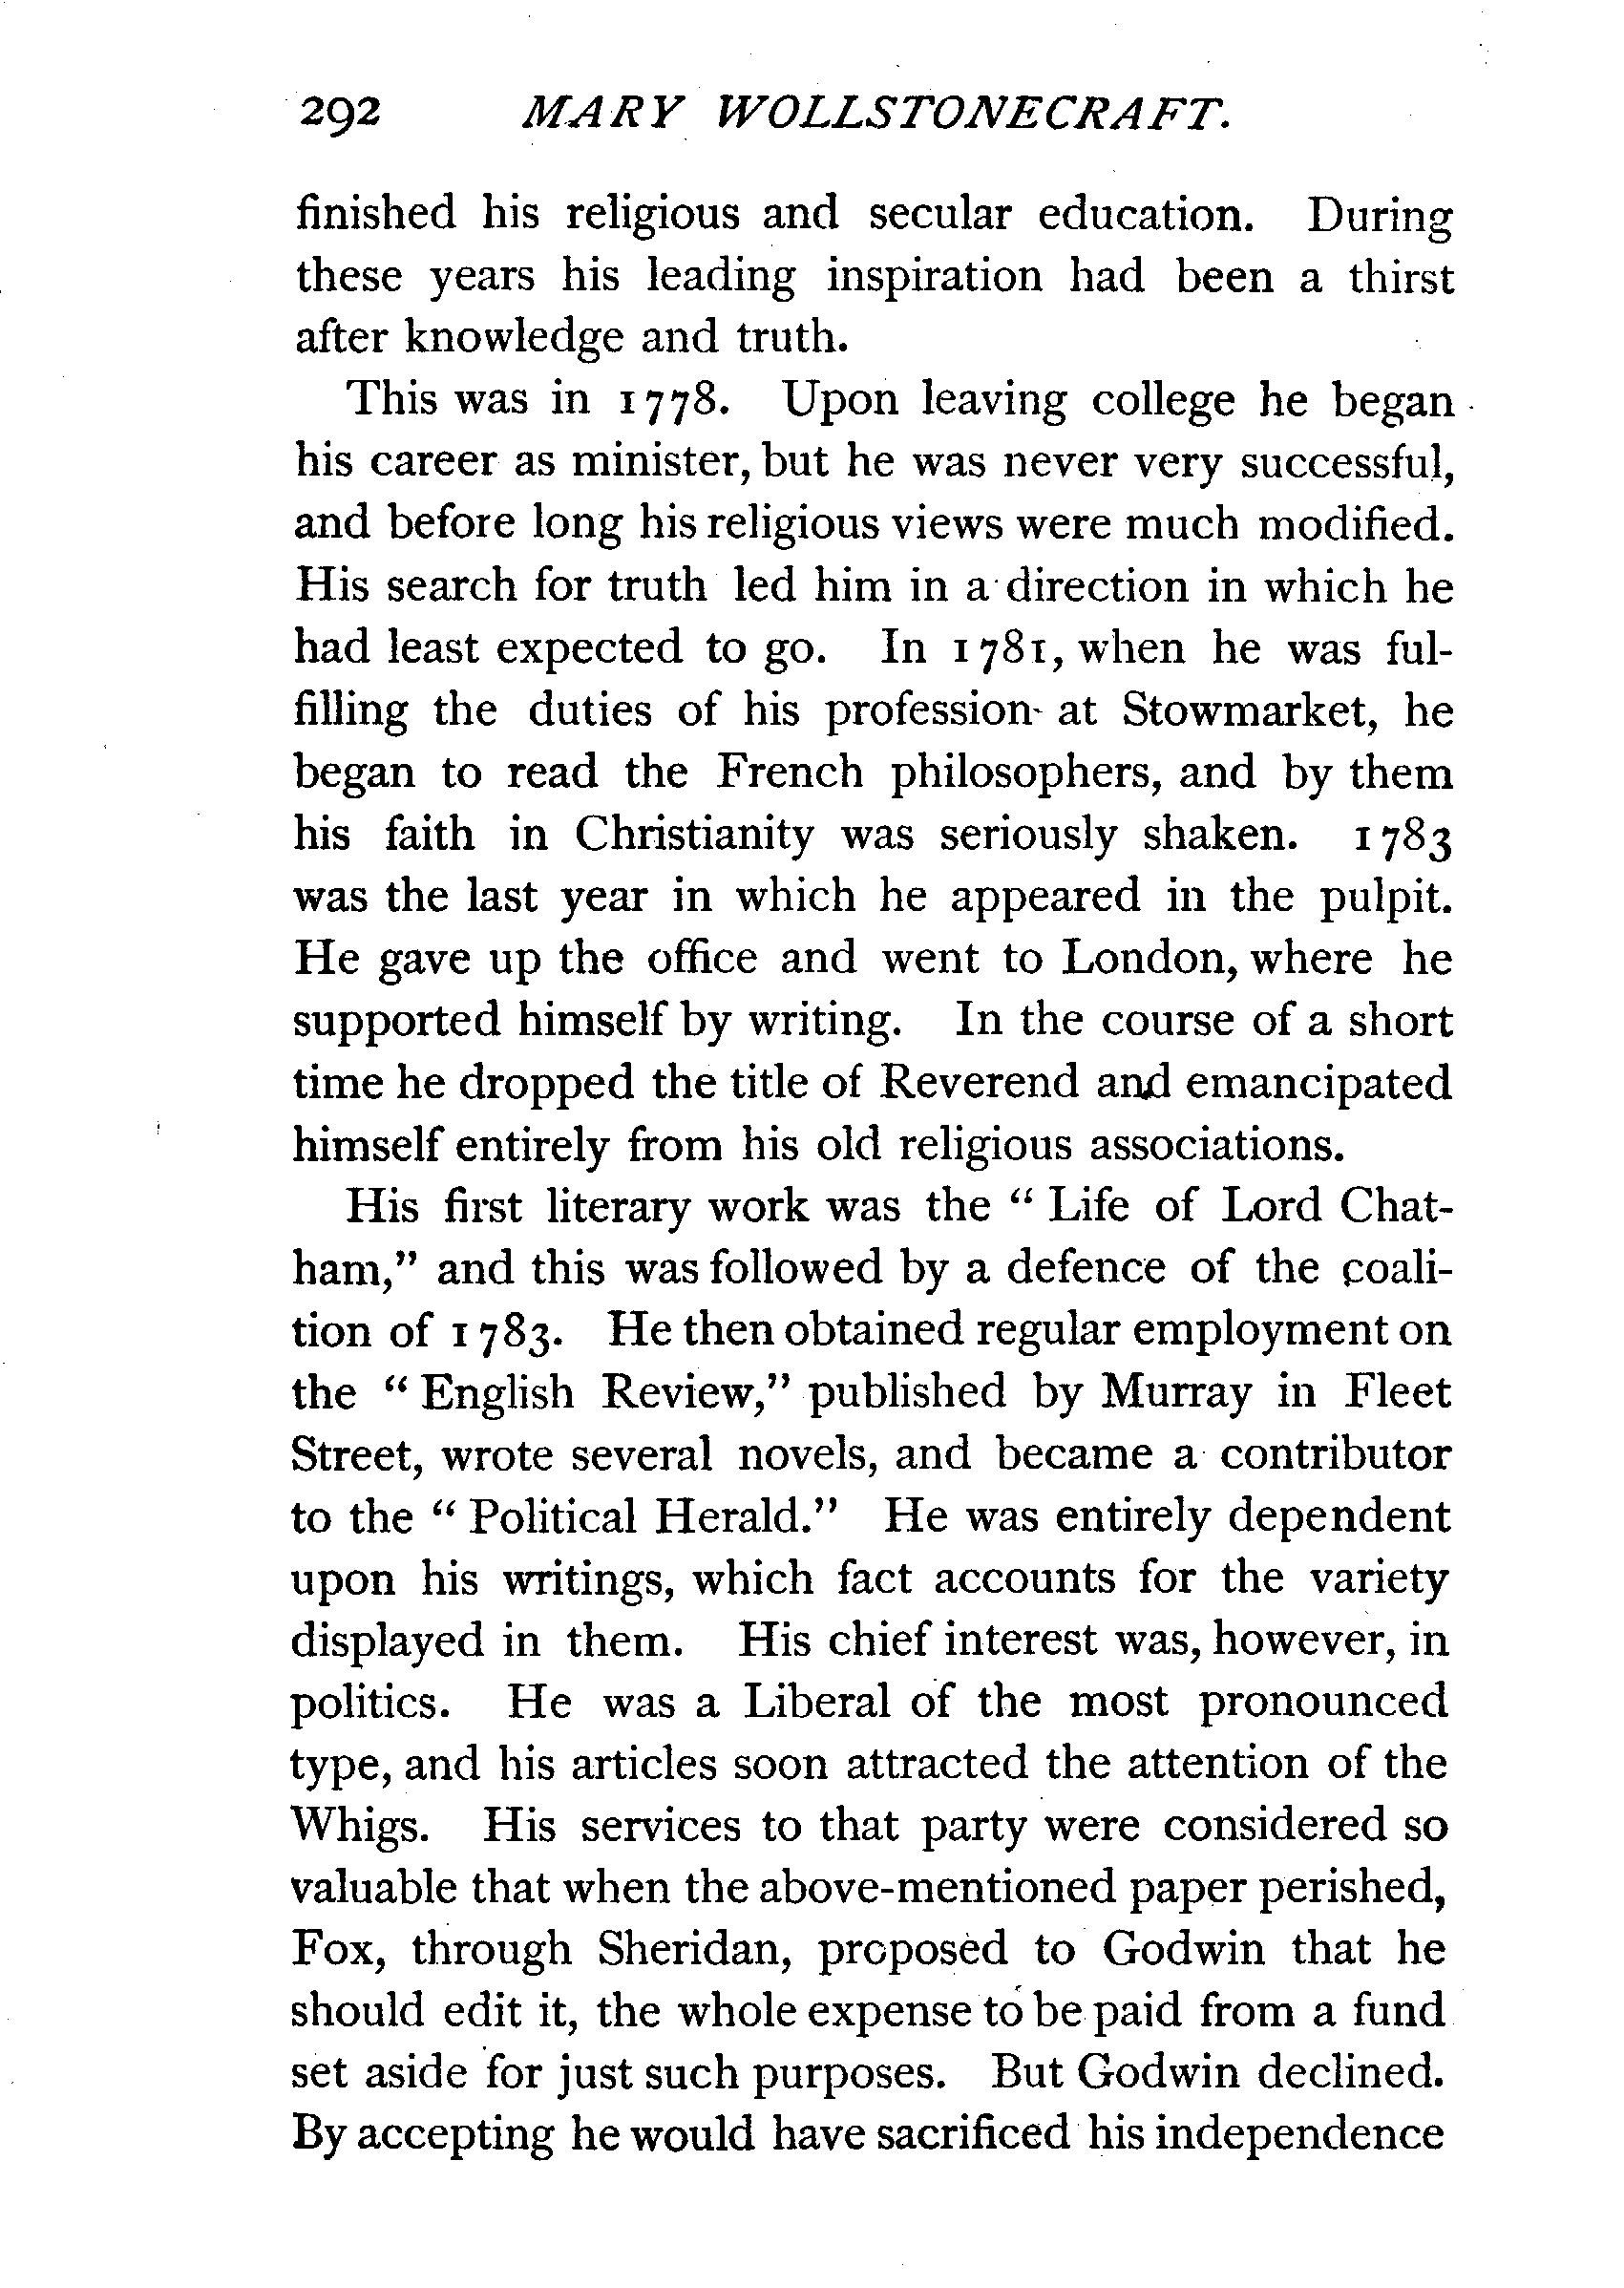 292 MARY WOLLSTONECRAFT.
finished his religious and secular education. During
these years his leading inspiration had been a thirst
after knowledge and truth.
This was in 1778. Upon leaving college he began
his career as minister, but he was never very successful,
and before long his religious views were much modified.
His search for truth led him in a direction in which he
had least expected to go. In 1781, when he was ful-
filling the duties of his profession at Stowmarket, he
began to read the French philosophers, and by them
his faith in Christianity was seriously shaken. 1783
was the last year in which he appeared in the pulpit.
He gave up the office and went to London, where he
supported himself by writing. In the course of a short
time he dropped the title of Reverend and emancipated
himself entirely from his old religious associations.
His first literary work was the “ Life of Lord Chat-
ham,” and this was followed by a defence of the coali-
tion of 1783. He then obtained regular employment on
the “ English Review,” published by Murray in Fleet
Street, wrote several novels, and became a contributor
to the “ Political Herald.” He was entirely dependent
upon his writings, which fact accounts for the variety
displayed in them. His chief interest was, however, in
politics. He was a Liberal of the most pronounced
type, and his articles soon attracted the attention of the
Whigs. His services to that party were considered so
valuable that when the above-mentioned paper perished,
Fox, through Sheridan, proposed to Godwin that he
should edit it, the whole expense to be paid from a fund
set aside for just such purposes. But Godwin declined.
By accepting he would have sacrificed his independence